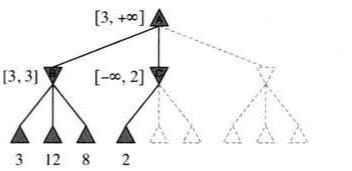 [3, +∞] A
[3, 3] B [–∞, 2] C
3 12 8 2